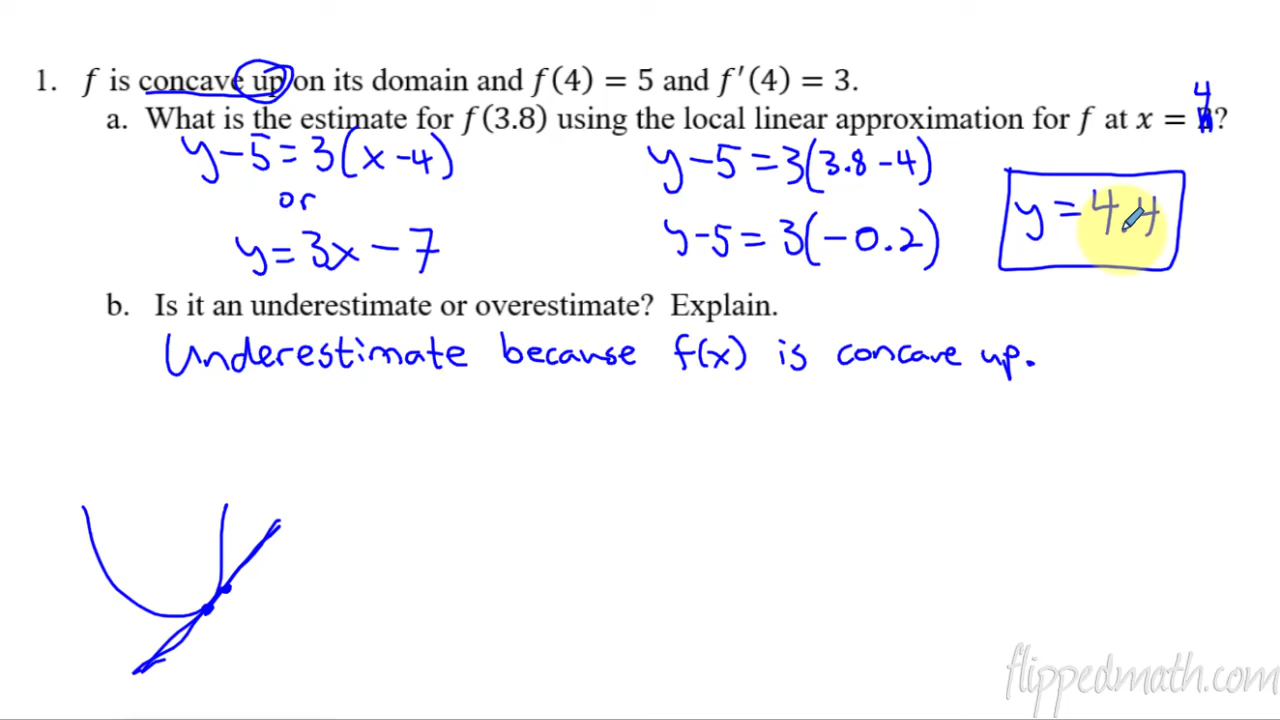 1. f is concave up on its domain and f(4) = 5 and f′(4) = 3.
a. What is the estimate for f(3.8) using the local linear approximation for f at x = 4?
y - 5 = 3(x - 4)
or
y = 3x - 7
y - 5 = 3(3.8 - 4)
y - 5 = 3(-0.2)
y = 4.4
b. Is it an underestimate or overestimate? Explain.
Underestimate because f(x) is concave up.
flippedmath.com